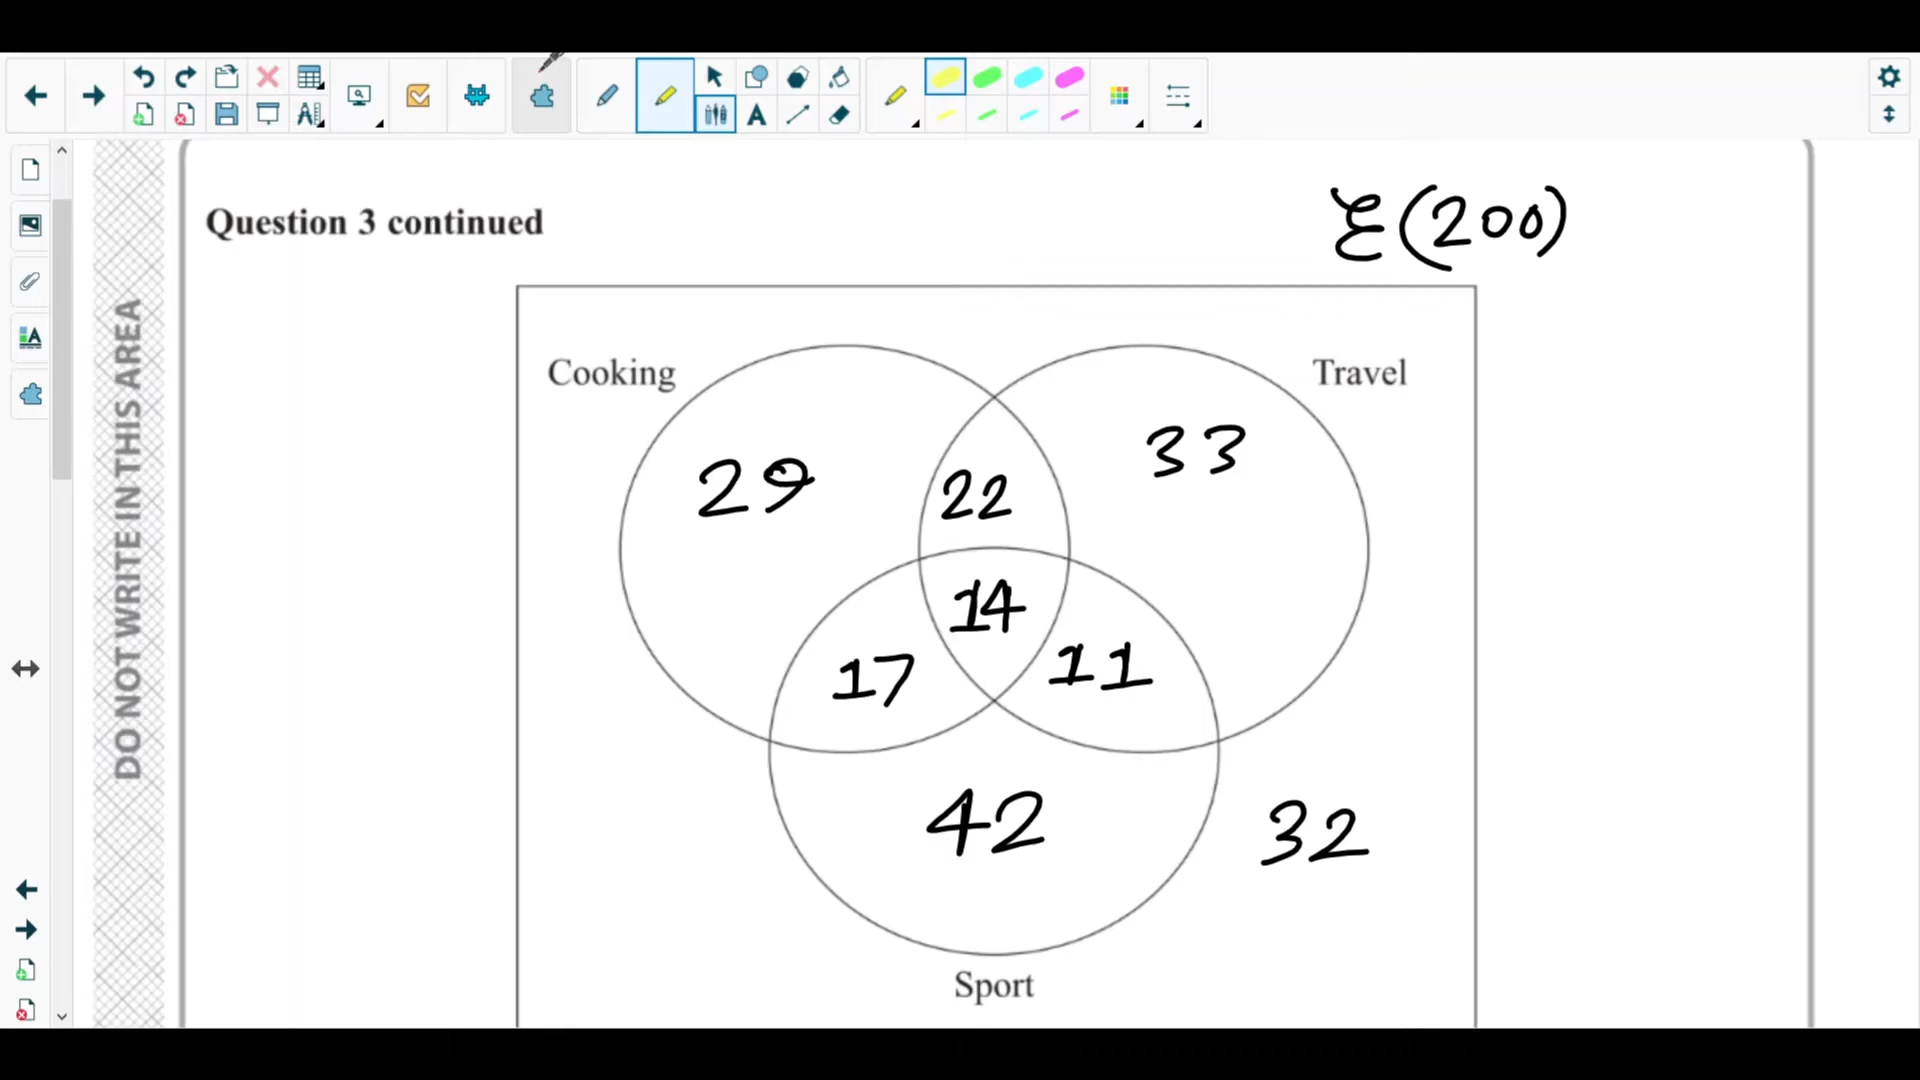 Question 3 continued
ξ(200)
Cooking
Travel
29
22
33
14
17
11
42
32
Sport
DO NOT WRITE IN THIS AREA